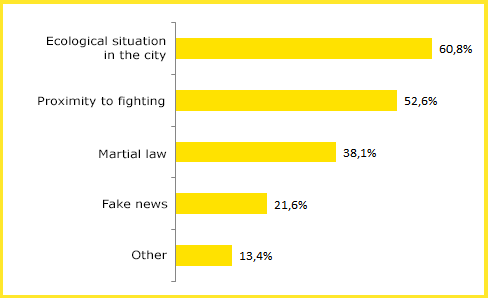 Ecological situation
in the city
60,8%
Proximity to fighting
52,6%
Martial law
38,1%
Fake news
21,6%
Other
13,4%